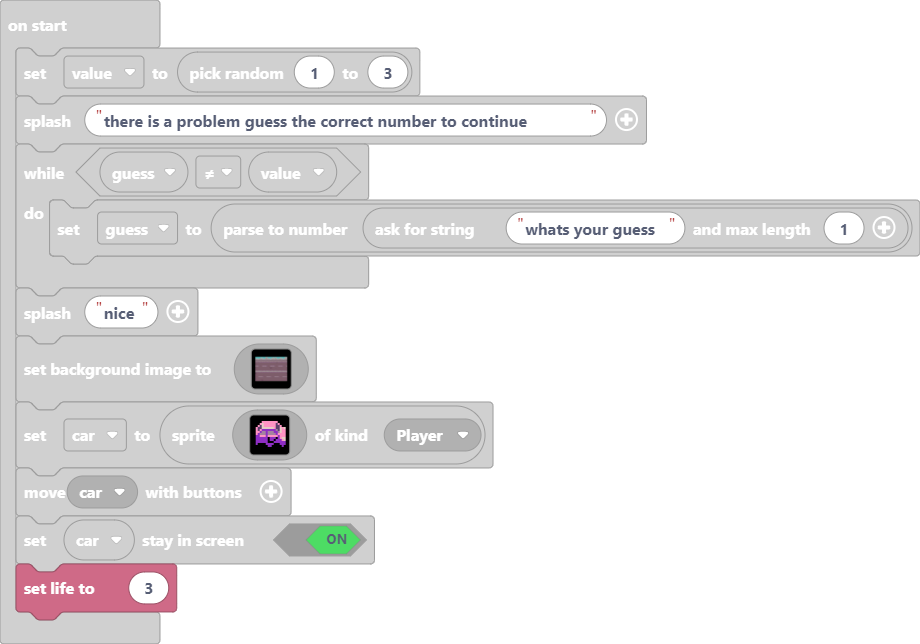 on start
set value to pick random 1 to 3
splash "there is a problem guess the correct number to continue"
while guess ≠ value
do
set guess to parse to number ask for string "whats your guess" and max length 1
splash "nice"
set background image to
set car to sprite of kind Player
move car with buttons
set car stay in screen ON
set life to 3